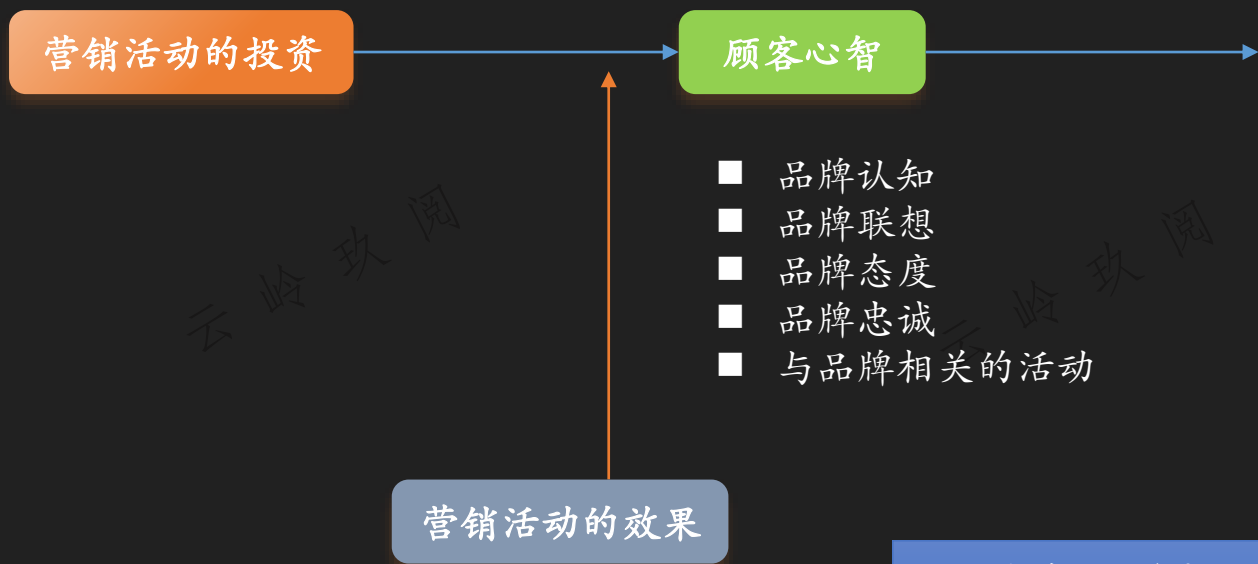 营销活动的投资
顾客心智
■ 品牌认知
■ 品牌联想
■ 品牌态度
■ 品牌忠诚
■ 与品牌相关的活动
云岭玖阅
云岭玖阅
营销活动的效果